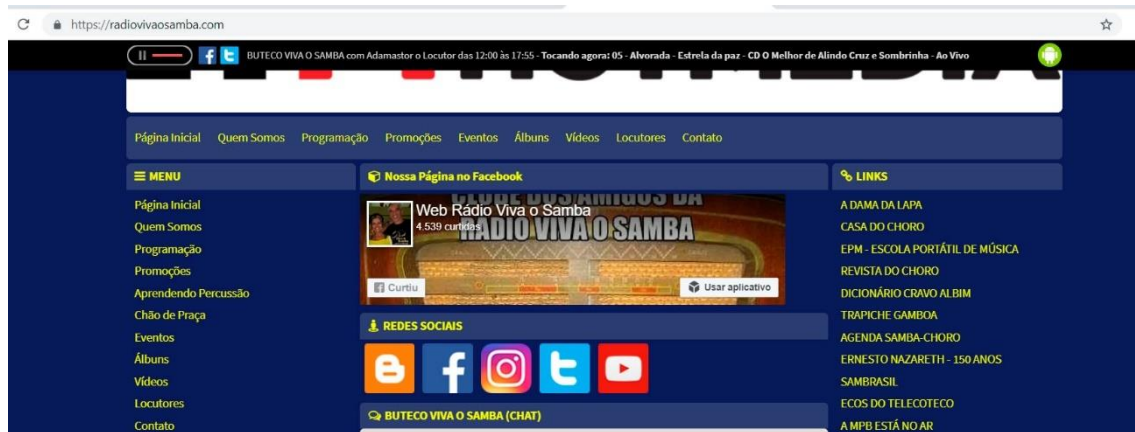 https://radiovivaosamba.com
BUTECO VIVA O SAMBA com Adamastor o Locutor das 12:00 às 17:55 - Tocando agora: 05 - Alvorada - Estrela da paz - CD O Melhor de Alindo Cruz e Sombrinha - Ao Vivo
Página Inicial Quem Somos Programação Promoções Eventos Álbuns Vídeos Locutores Contato
MENU
Página Inicial
Quem Somos
Programação
Promoções
Aprendendo Percussão
Chão de Praça
Eventos
Álbuns
Vídeos
Locutores
Contato
Nossa Página no Facebook
CLUBE DOS AMIGOS DA
Web Rádio Viva o Samba
4.539 curtidas
RADIO VIVA O SAMBA
Curtiu
Usar aplicativo
REDES SOCIAIS
BUTECO VIVA O SAMBA (CHAT)
LINKS
A DAMA DA LAPA
CASA DO CHORO
EPM - ESCOLA PORTÁTIL DE MÚSICA
REVISTA DO CHORO
DICIONÁRIO CRAVO ALBIM
TRAPICHE GAMBOA
AGENDA SAMBA-CHORO
ERNESTO NAZARETH - 150 ANOS
SAMBRASIL
ECOS DO TELECOTECO
A MPB ESTÁ NO AR